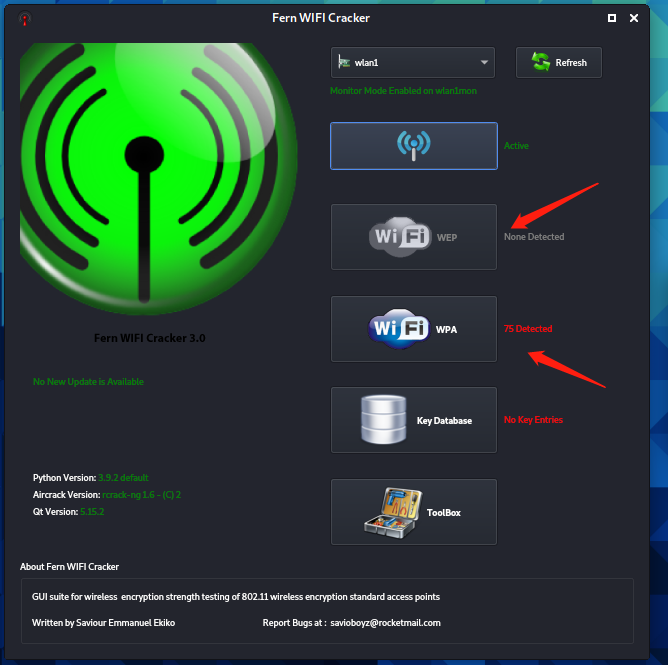 Fern WIFI Cracker
wlan1
Refresh
Monitor Mode Enabled on wlan1mon
Active
WiFi WEP
None Detected
WiFi WPA
75 Detected
Fern WIFI Cracker 3.0
No New Update is Available
Key Database
No Key Entries
Python Version: 3.9.2 default
Aircrack Version: rcrack-ng 1.6 - (C) 2
Qt Version: 5.15.2
ToolBox
About Fern WIFI Cracker
GUI suite for wireless encryption strength testing of 802.11 wireless encryption standard access points
Written by Saviour Emmanuel Ekiko
Report Bugs at : savioboyz@rocketmail.com